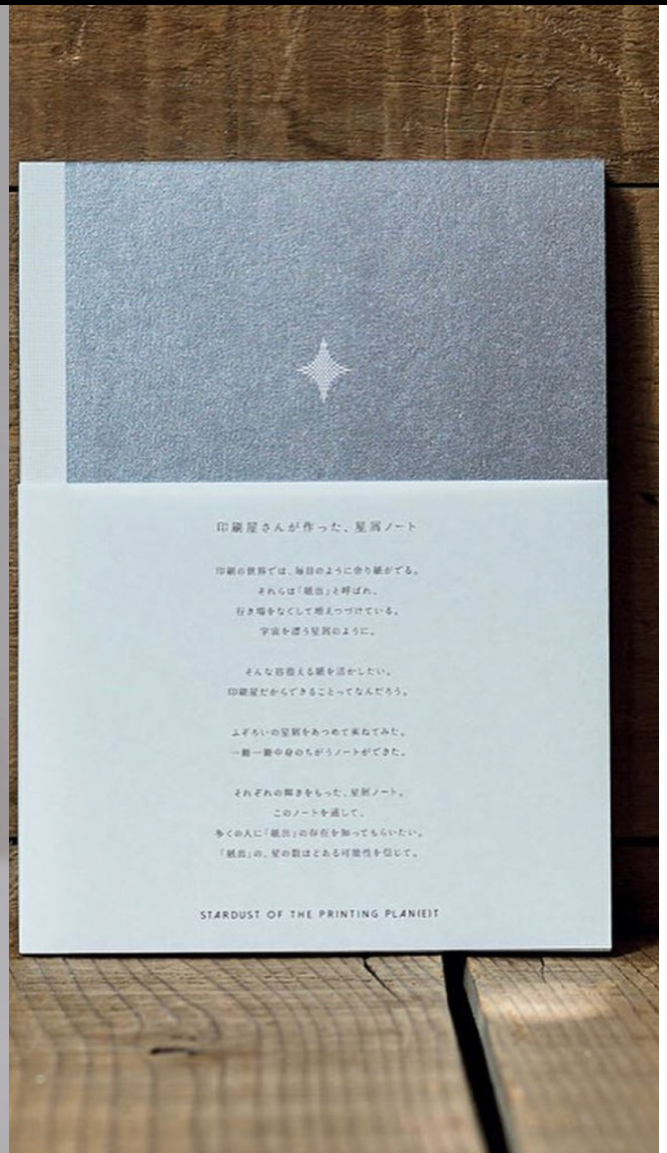 印刷屋さんが作った、星屑ノート
印刷の世界では、毎日のように余り紙がでる。
それらは「紙出」と呼ばれ、
行き場をなくして増えつづけている。
宇宙を漂う星屑のように。
そんな彷徨える紙を活かしたい。
印刷屋だからできることってなんだろう。
ふぞろいの星屑をあつめて束ねてみた。
一冊一冊中身のちがうノートができた。
それぞれの輝きをもった、星屑ノート。
このノートを通して、
多くの人に「紙出」の存在を知ってもらいたい。
「紙出」の、星の数ほどある可能性を信じて。
STARDUST OF THE PRINTING PLAN(E)T